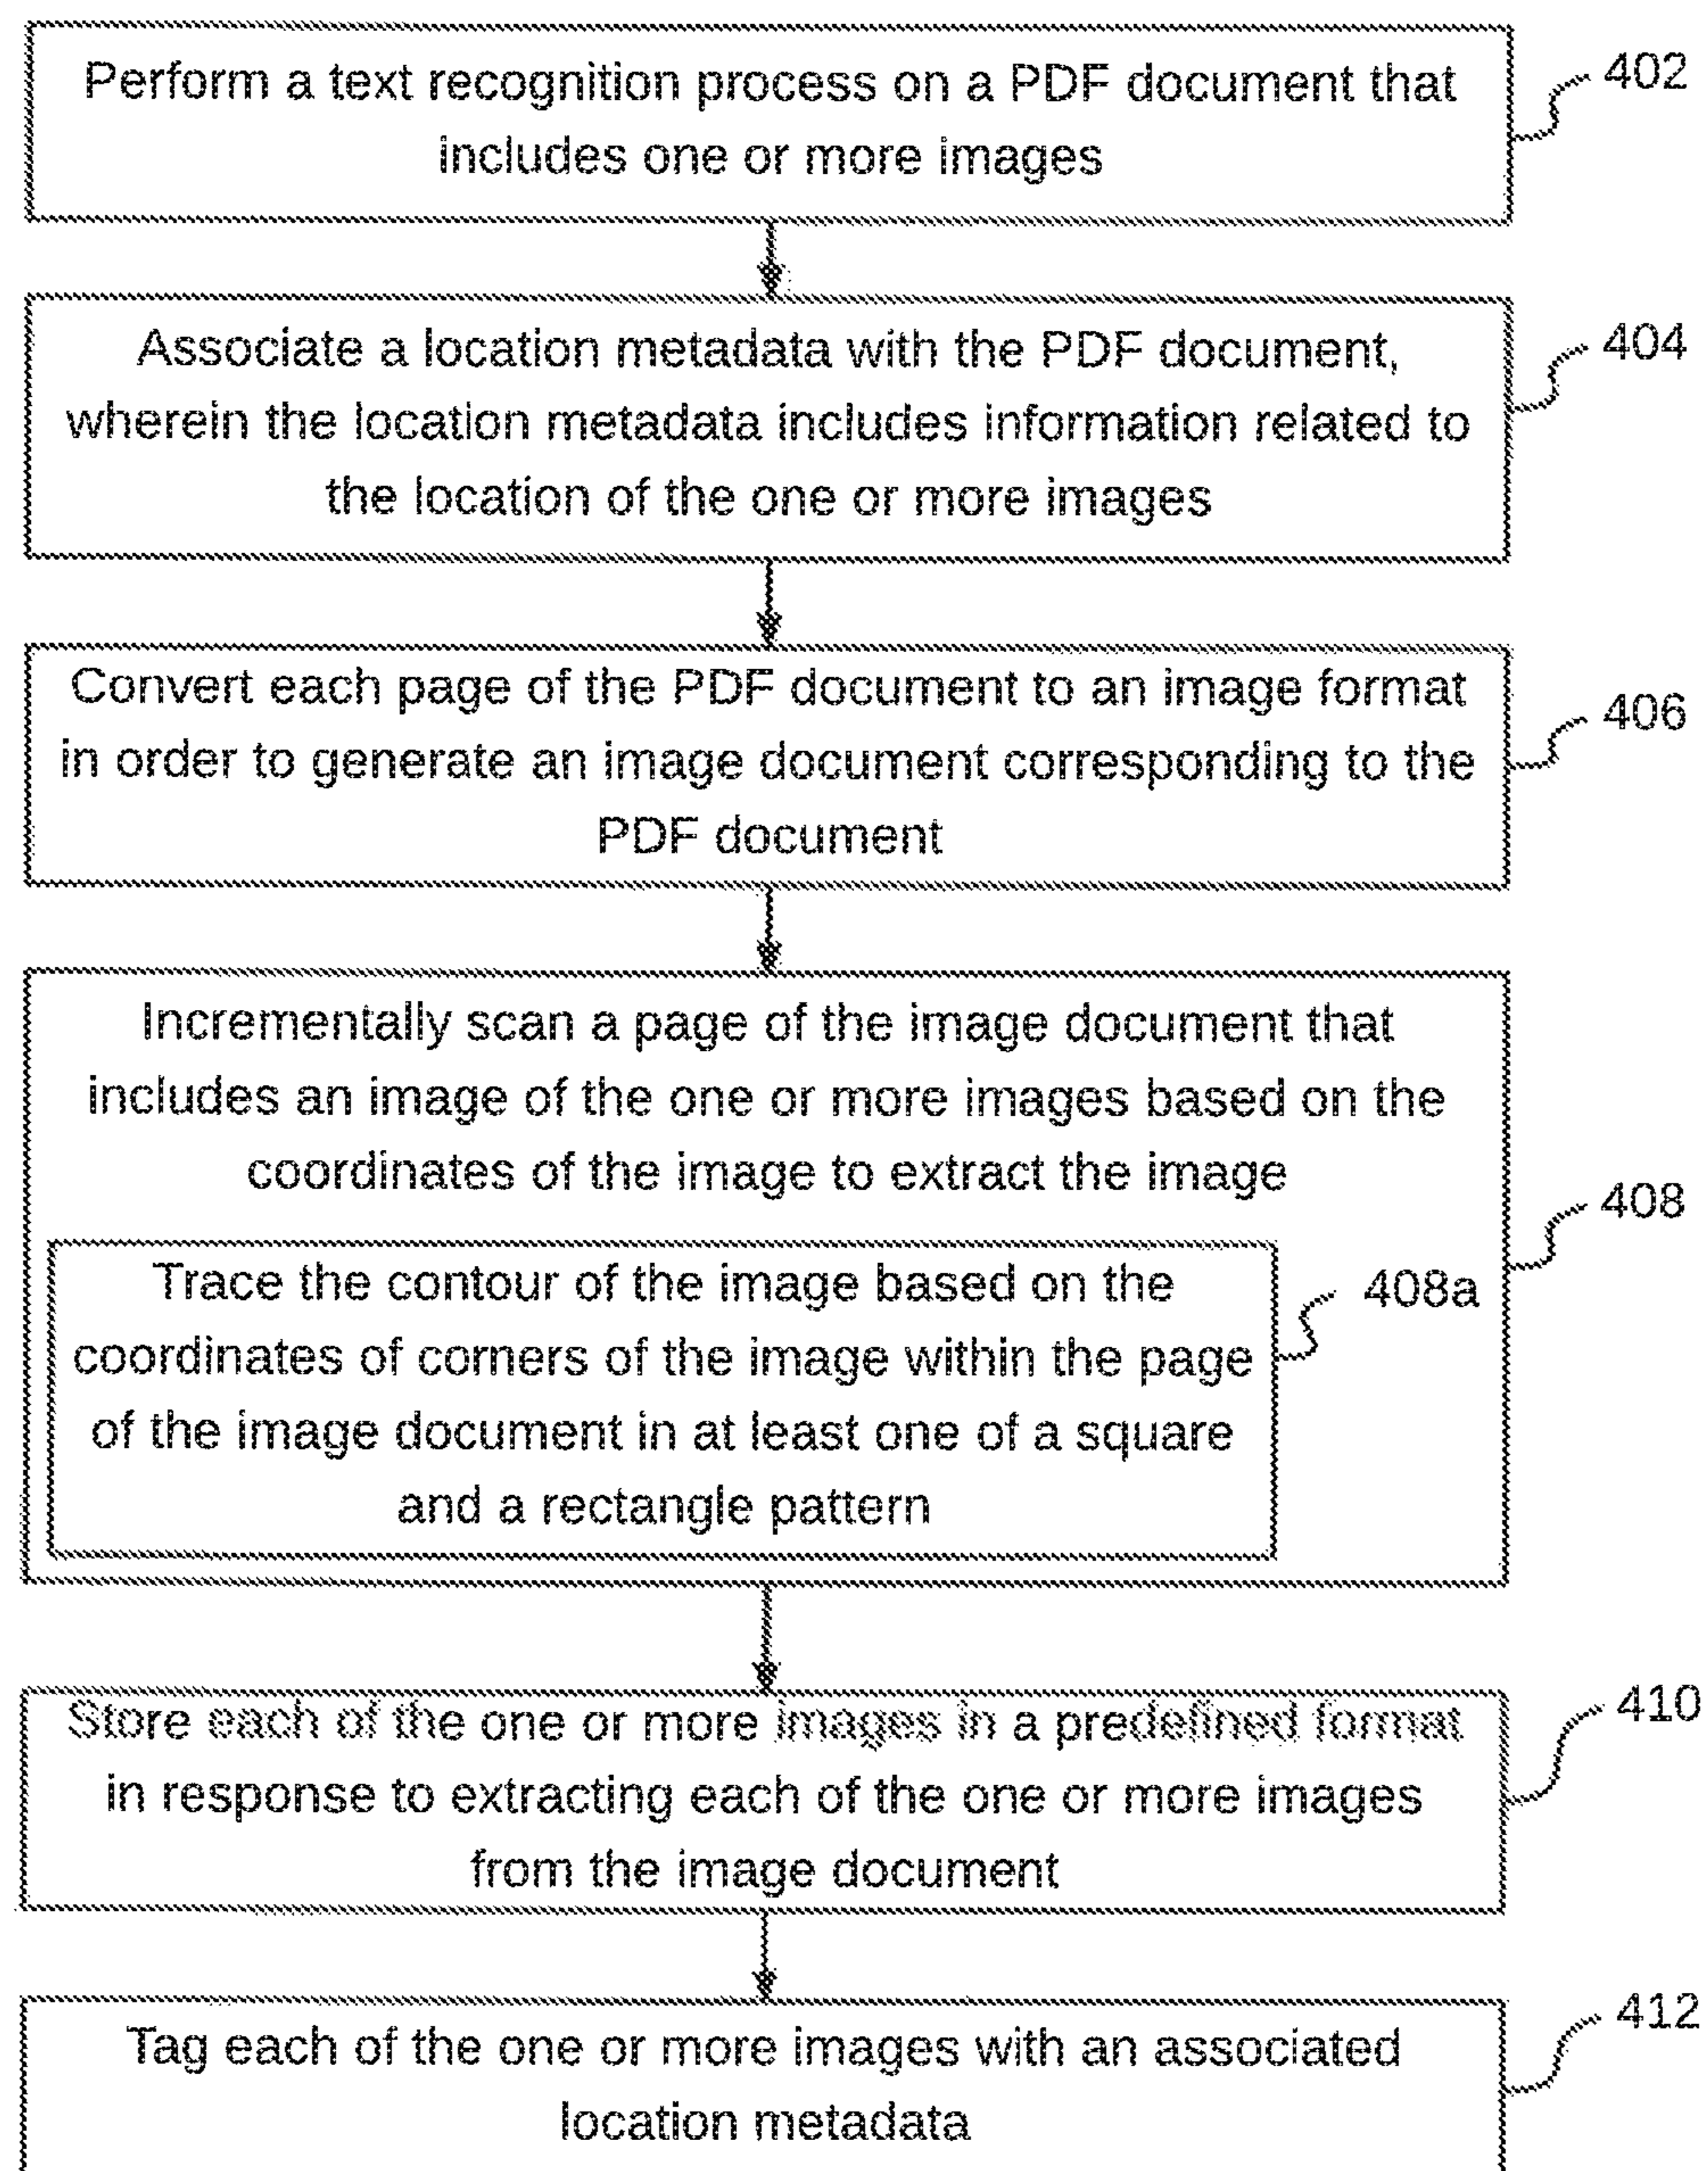 Perform a text recognition process on a PDF document that
includes one or more images
402
Associate a location metadata with the PDF document,
wherein the location metadata includes information related to
the location of the one or more images
404
Convert each page of the PDF document to an image format
in order to generate an image document corresponding to the
PDF document
406
Incrementally scan a page of the image document that
includes an image of the one or more images based on the
coordinates of the image to extract the image
408
Trace the contour of the image based on the
coordinates of corners of the image within the page
of the image document in at least one of a square
and a rectangle pattern
408a
Store each of the one or more images in a predefined format
in response to extracting each of the one or more images
from the image document
410
Tag each of the one or more images with an associated
location metadata
412